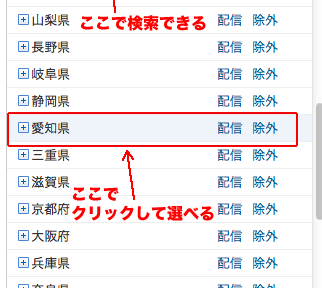 山梨県 配信 除外
ここで検索できる
長野県 配信 除外
岐阜県 配信 除外
静岡県 配信 除外
愛知県 配信 除外
三重県 配信 除外
滋賀県 配信 除外
ここで
京都府 配信 除外
クリックして選べる
大阪府 配信 除外
兵庫県 配信 除外